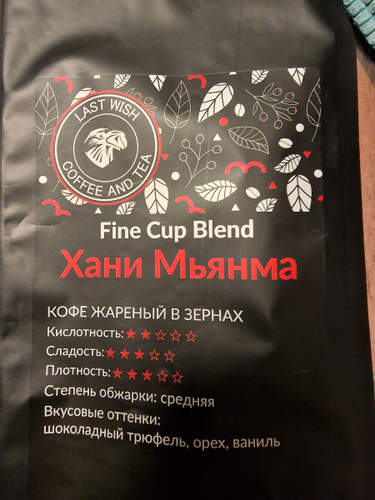 LAST WISH
COFFEE AND TEA
Fine Cup Blend
Хани Мьянма
КОФЕ ЖАРЕНЫЙ В ЗЕРНАХ
Кислотность:★★☆☆☆
Сладость:★★★☆☆
Плотность:★★★☆☆
Степень обжарки: средняя
Вкусовые оттенки:
шоколадный трюфель, орех, ваниль